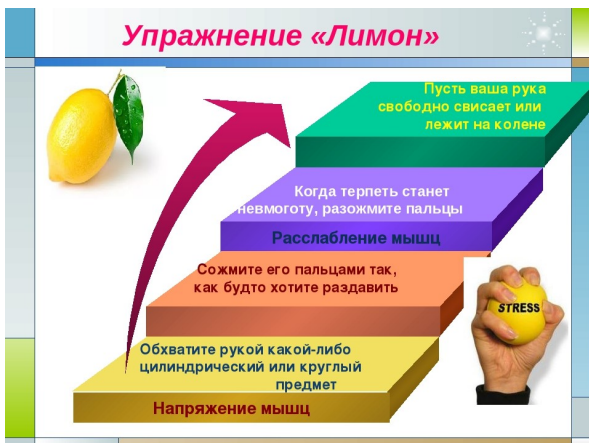 Упражнение «Лимон»
Пусть ваша рука
свободно свисает или
лежит на колене
Когда терпеть станет
невмоготу, разожмите пальцы
Расслабление мышц
Сожмите его пальцами так,
как будто хотите раздавить
STRESS
Обхватите рукой какой-либо
цилиндрический или круглый
предмет
Напряжение мышц